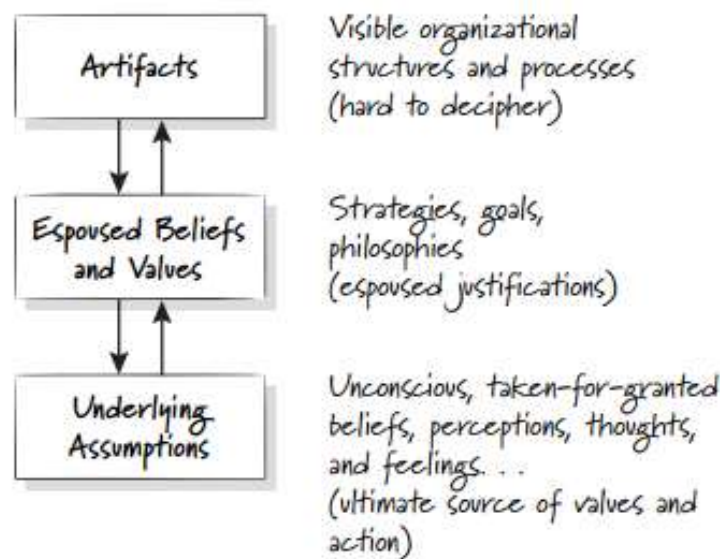 Artifacts
Visible organizational
structures and processes
(hard to decipher)
Espoused Beliefs
and Values
Strategies, goals,
philosophies
(espoused justifications)
Underlying
Assumptions
Unconscious, taken-for-granted
beliefs, perceptions, thoughts,
and feelings. . .
(ultimate source of values and
action)